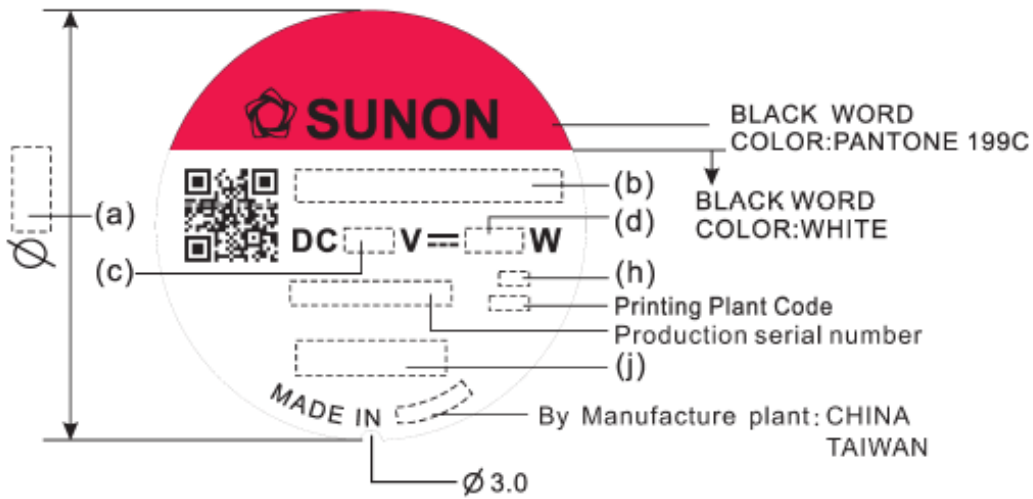 SUNON
BLACK WORD
COLOR:PANTONE 199C
(b)
BLACK WORD
COLOR:WHITE
(a)
Ø
(d)
DC V W
(c)
(h)
Printing Plant Code
Production serial number
(j)
MADE IN
By Manufacture plant: CHINA
TAIWAN
Ø 3.0